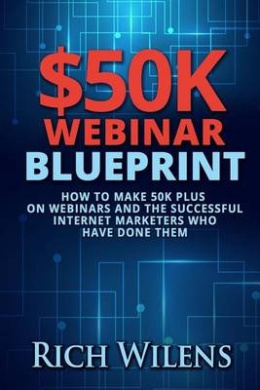 $50K
WEBINAR
BLUEPRINT
HOW TO MAKE 50K PLUS
ON WEBINARS AND THE SUCCESSFUL
INTERNET MARKETERS WHO
HAVE DONE THEM
RICH WILENS